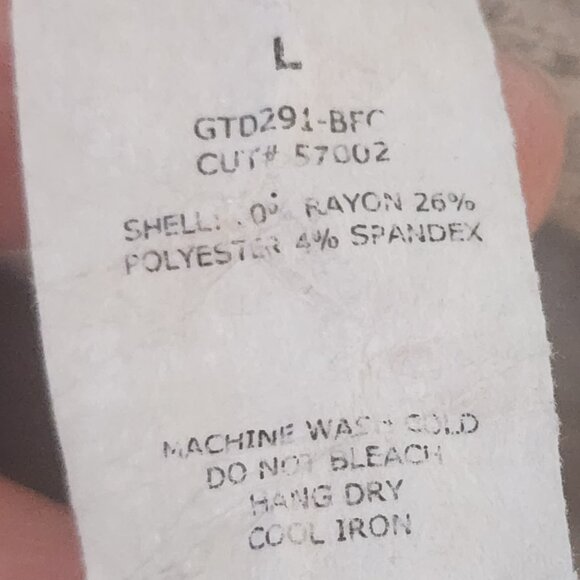 L
GTD291-BFC
CUT# 57002
SHELL: RAYON 26%
POLYESTER 4% SPANDEX
MACHINE WASH COLD
DO NOT BLEACH
HANG DRY
COOL IRON